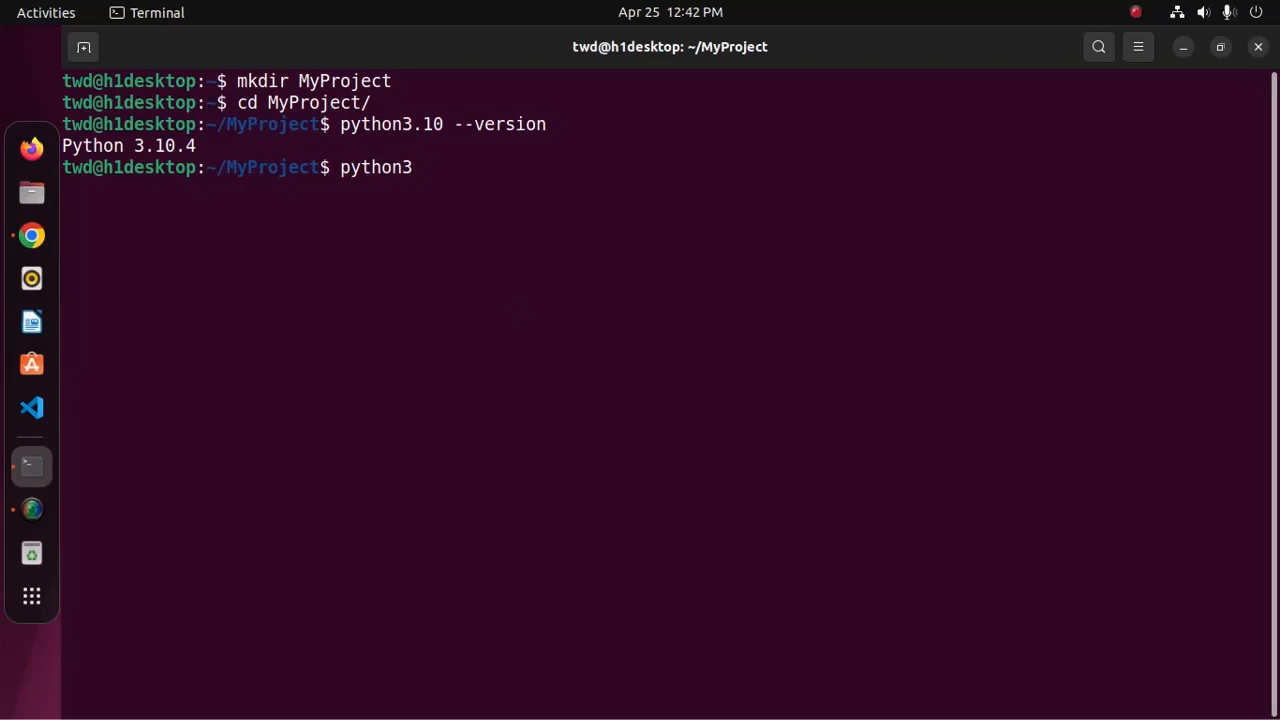 Activities Terminal Apr 25 12:42 PM
twd@h1desktop: ~/MyProject
twd@h1desktop:~$ mkdir MyProject
twd@h1desktop:~$ cd MyProject/
twd@h1desktop:~/MyProject$ python3.10 --version
Python 3.10.4
twd@h1desktop:~/MyProject$ python3